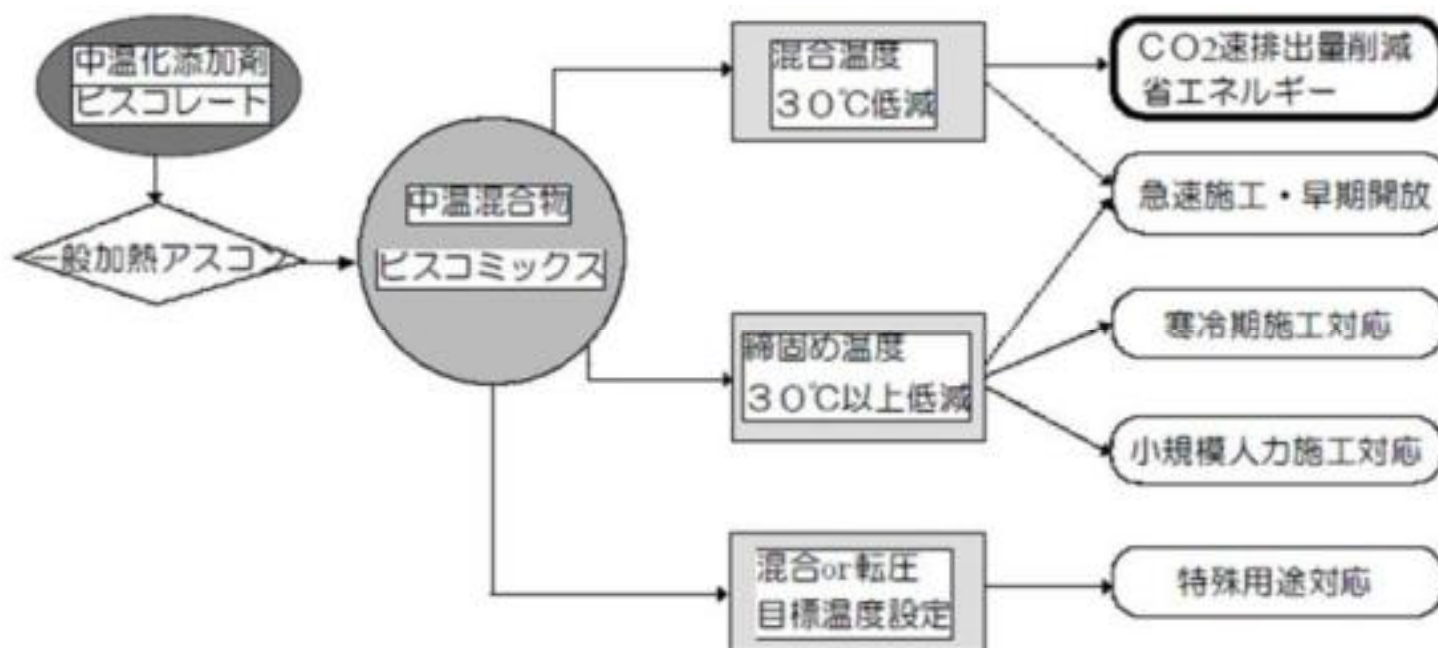 中温化添加剤
ビスコレート
一般加熱アスコン
中温混合物
ビスコミックス
混合温度
30℃低減
締固め温度
30℃以上低減
混合or転圧
目標温度設定
CO2速排出量削減
省エネルギー
急速施工・早期開放
寒冷期施工対応
小規模人力施工対応
特殊用途対応